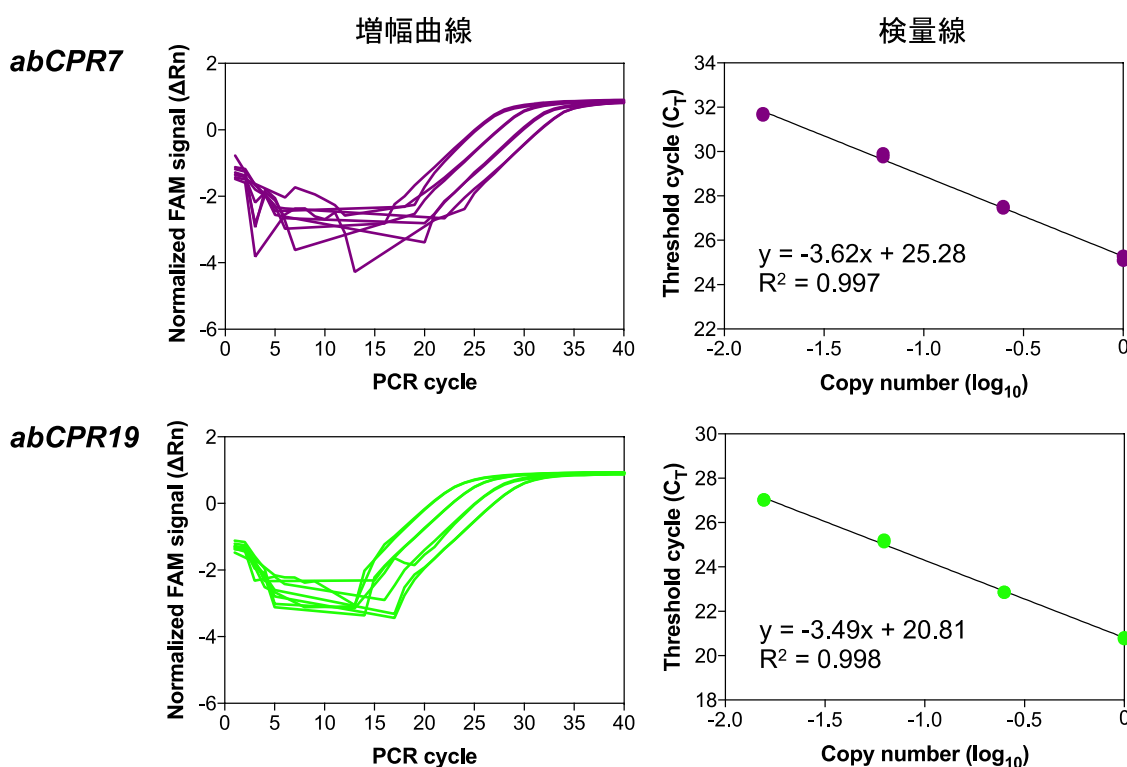 増幅曲線
検量線
abCPR7
Normalized FAM signal (ΔRn)
2
0
-2
-4
-6
0 5 10 15 20 25 30 35 40
PCR cycle
Threshold cycle (CT)
34
32
30
28
26
24
22
y = -3.62x + 25.28
R² = 0.997
-2.0 -1.5 -1.0 -0.5 0
Copy number (log10)
abCPR19
Normalized FAM signal (ΔRn)
2
0
-2
-4
-6
0 5 10 15 20 25 30 35 40
PCR cycle
Threshold cycle (CT)
30
28
26
24
22
20
18
y = -3.49x + 20.81
R² = 0.998
-2.0 -1.5 -1.0 -0.5 0
Copy number (log10)